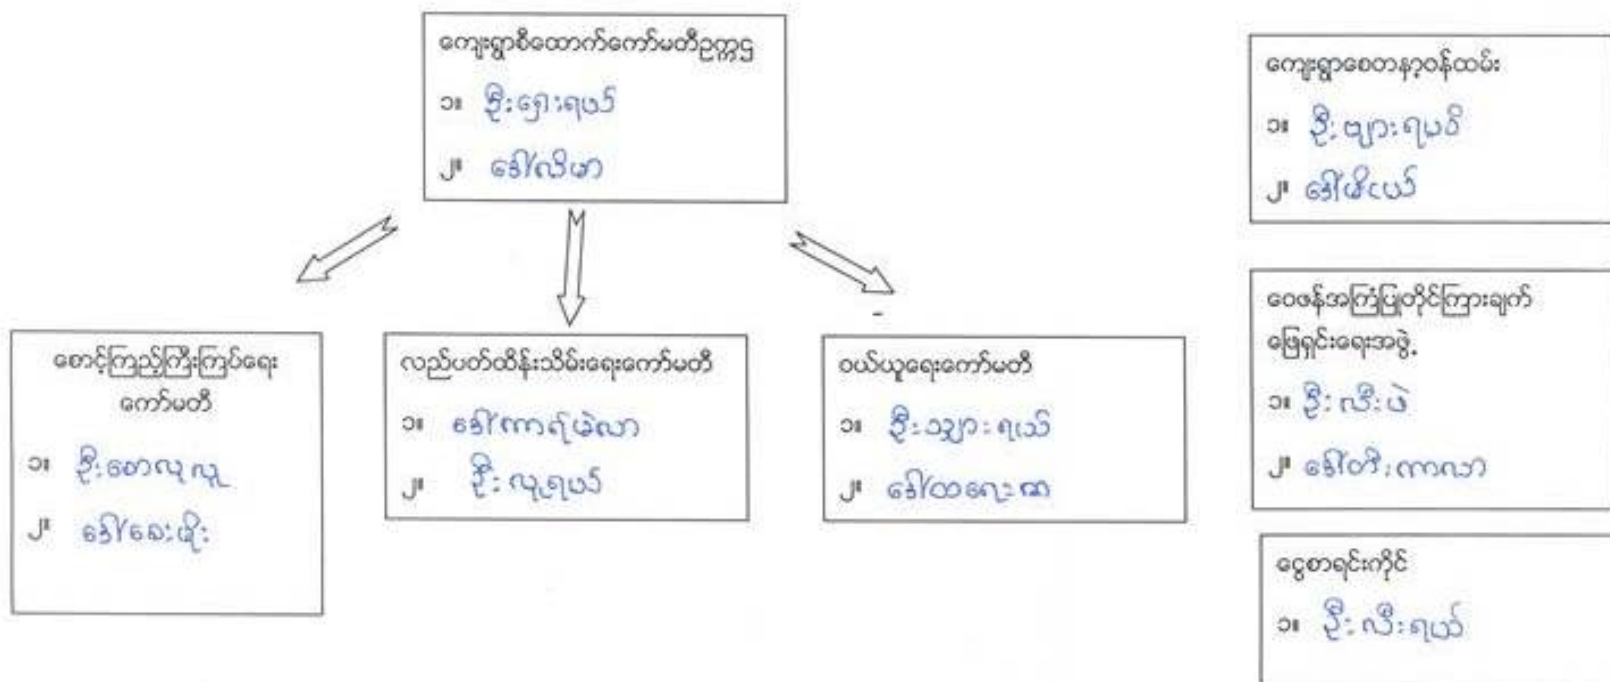 ကျေးရွာစီထောက်ကော်မတီဥက္ကဌ
၁။ ဦးရှေားရယ်
၂။ ဒေါ်လီမာ
စောင့်ကြည့်ကြီးကြပ်ရေး
ကော်မတီ
၁။ ဦးစောလူလူ
၂။ ဒေါ်ဆေးဖိုး
လည်ပတ်ထိန်းသိမ်းရေးကော်မတီ
၁။ ဒေါ်ကာရ်မဲလာ
၂။ ဦးလူရယ်
ဝယ်ယူရေးကော်မတီ
၁။ ဦးသျှားရယ်
၂။ ဒေါ်ထရေးဆာ
ကျေးရွာစေတနာ့ဝန်ထမ်း
၁။ ဦးဗျားရယ်
၂။ ဒေါ်မိငယ်
ဝေဖန်အကြံပြုတိုင်ကြားချက်
ဖြေရှင်းရေးအဖွဲ့
၁။ ဦးလီးဖဲ
၂။ ဒေါ်တီးကာလာ
ငွေစာရင်းကိုင်
၁။ ဦးလီးရယ်